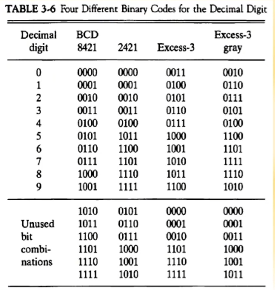 TABLE 3-6 Four Different Binary Codes for the Decimal Digit
Decimal BCD Excess-3
digit 8421 2421 Excess-3 gray
0 0000 0000 0011 0010
1 0001 0001 0100 0110
2 0010 0010 0101 0111
3 0011 0011 0110 0101
4 0100 0100 0111 0100
5 0101 1011 1000 1100
6 0110 1100 1001 1101
7 0111 1101 1010 1111
8 1000 1110 1011 1110
9 1001 1111 1100 1010
1010 0101 0000 0000
Unused 1011 0110 0001 0001
bit 1100 0111 0010 0011
combi- 1101 1000 1101 1000
nations 1110 1001 1110 1001
1111 1010 1111 1011